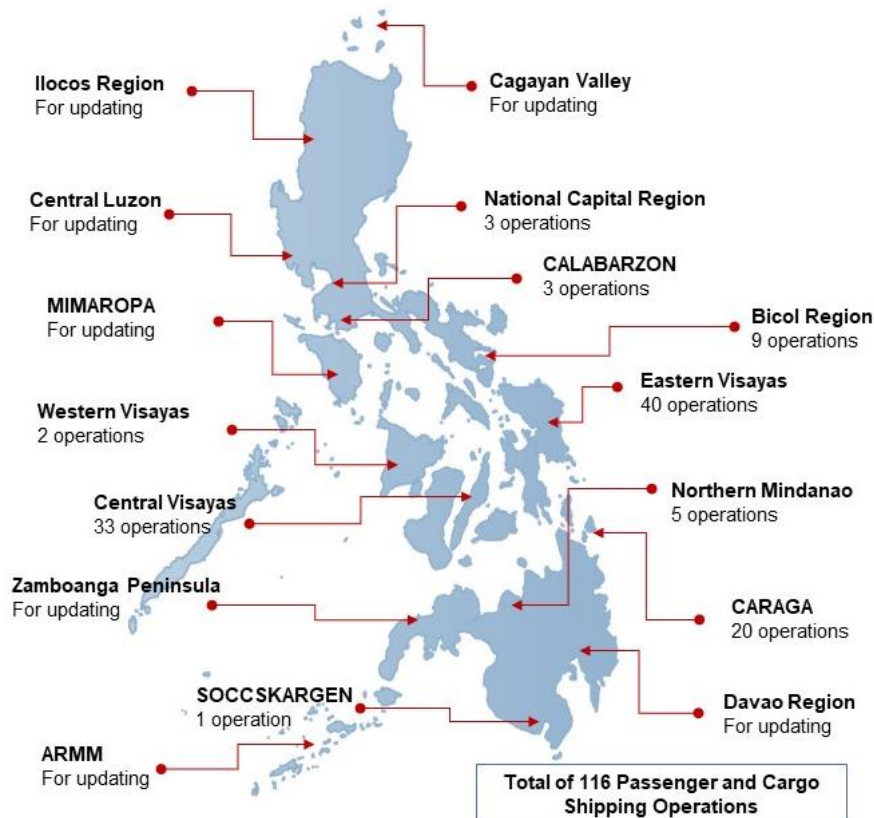 Ilocos Region
For updating
Cagayan Valley
For updating
Central Luzon
For updating
National Capital Region
3 operations
CALABARZON
3 operations
MIMAROPA
For updating
Bicol Region
9 operations
Eastern Visayas
40 operations
Western Visayas
2 operations
Northern Mindanao
5 operations
Central Visayas
33 operations
Zamboanga Peninsula
For updating
CARAGA
20 operations
SOCCSKARGEN
1 operation
Davao Region
For updating
ARMM
For updating
Total of 116 Passenger and Cargo
Shipping Operations